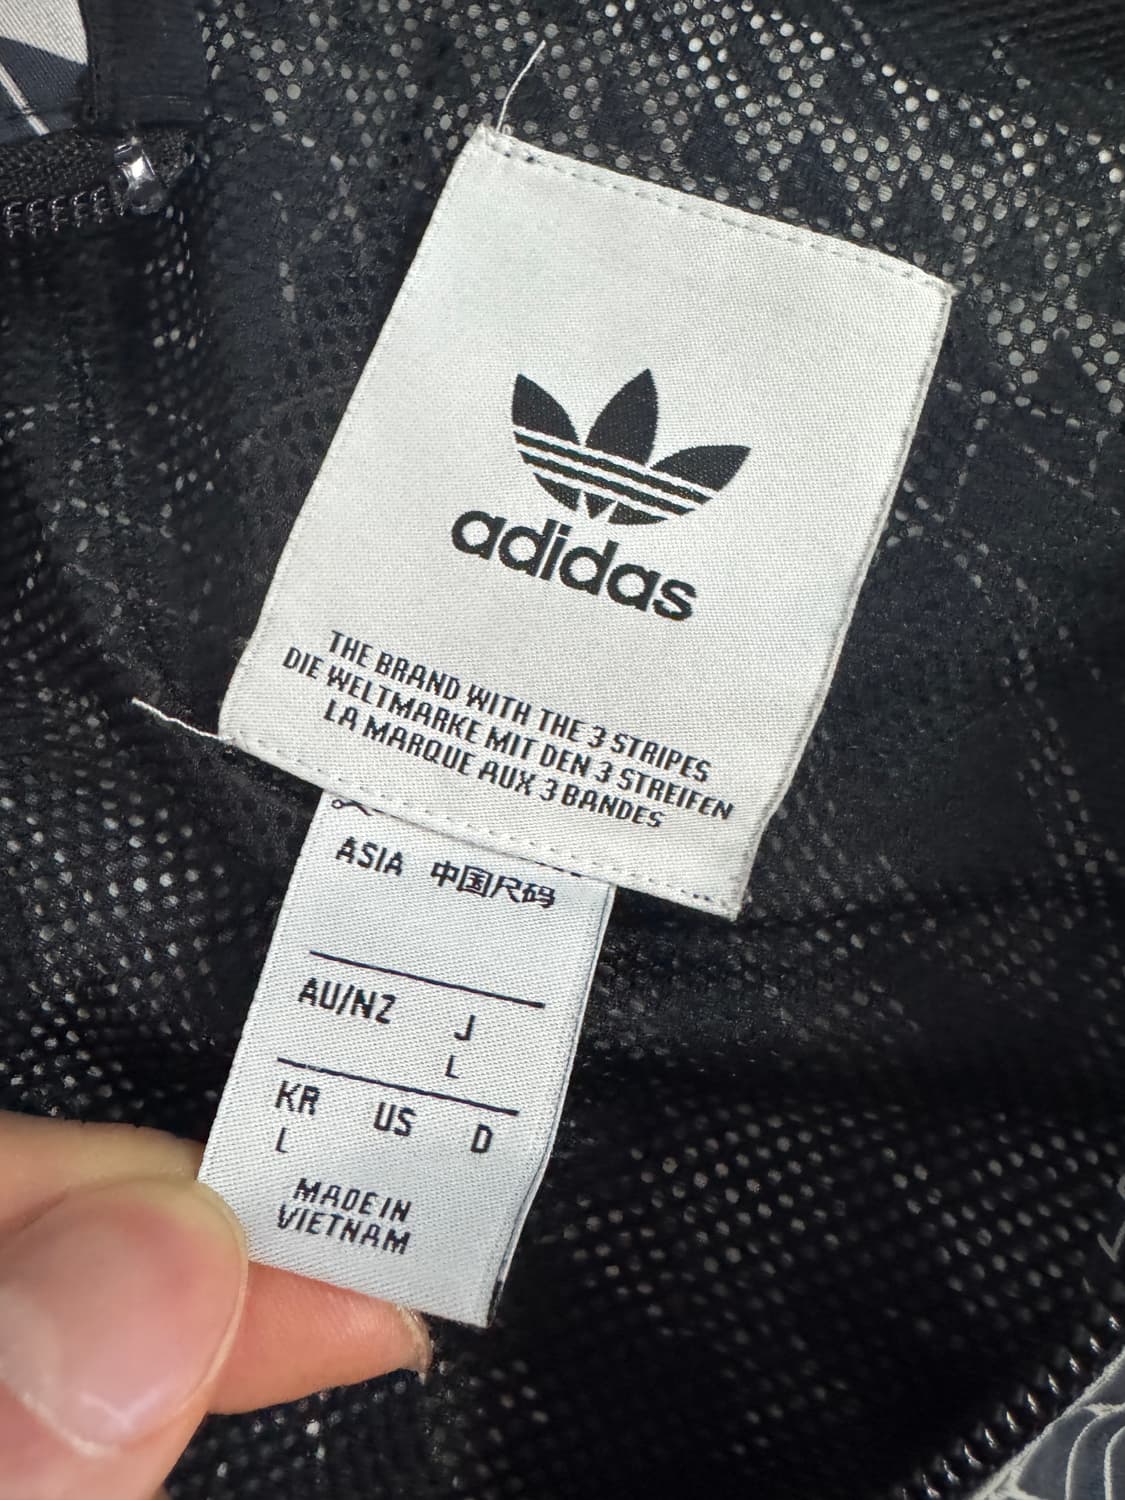 adidas
THE BRAND WITH THE 3 STRIPES
DIE WELTMARKE MIT DEN 3 STREIFEN
LA MARQUE AUX 3 BANDES
ASIA 中国尺码
AU/NZ J
L
KR US D
L
MADE IN
VIETNAM